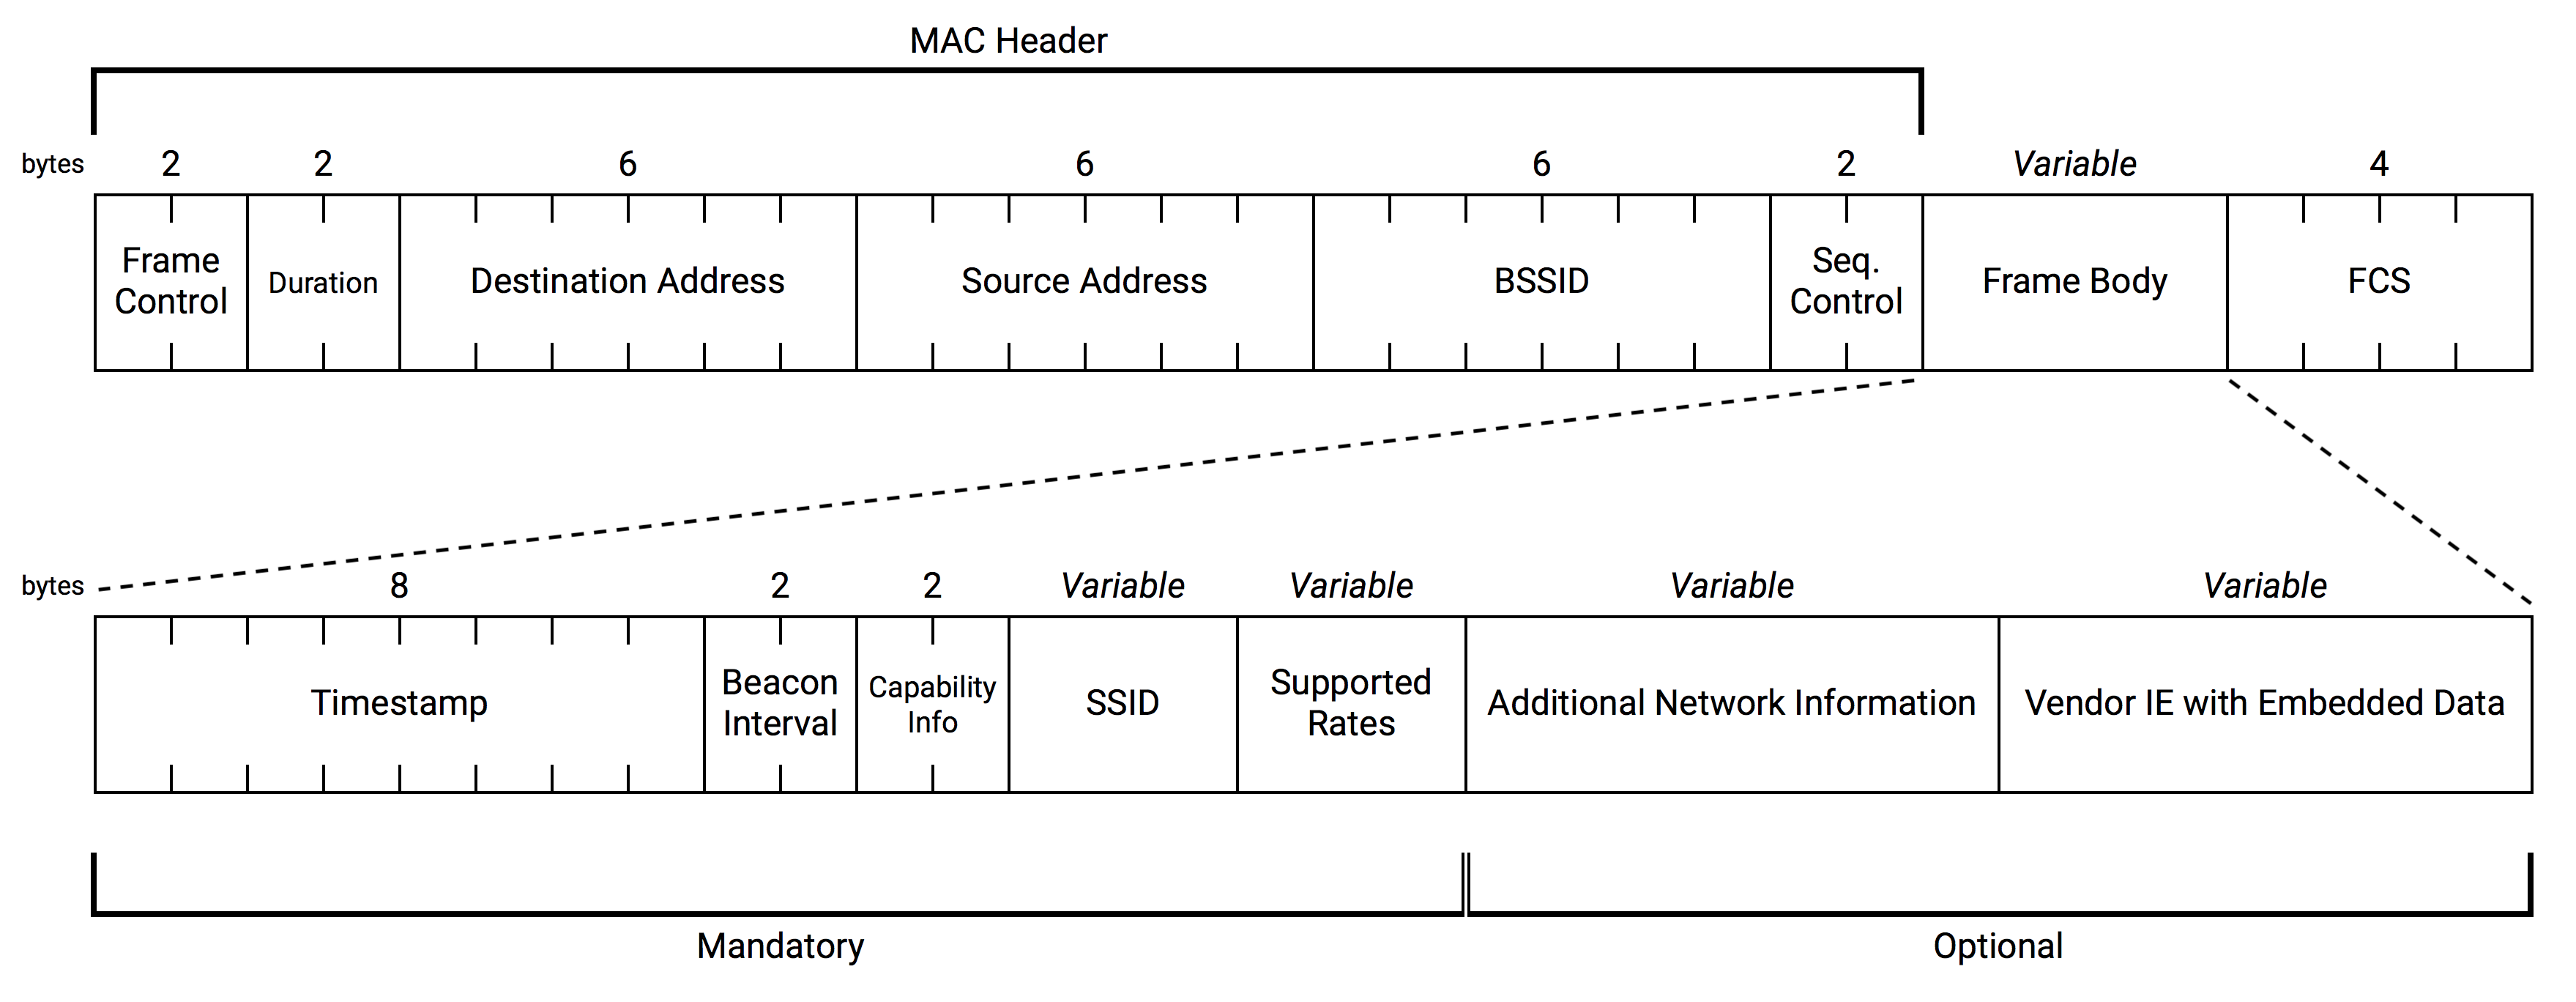 MAC Header
bytes 2 2 6 6 6 2 Variable 4
Frame
Control
Duration
Destination Address
Source Address
BSSID
Seq.
Control
Frame Body
FCS
bytes 8 2 2 Variable Variable Variable Variable
Timestamp
Beacon
Interval
Capability
Info
SSID
Supported
Rates
Additional Network Information
Vendor IE with Embedded Data
Mandatory
Optional